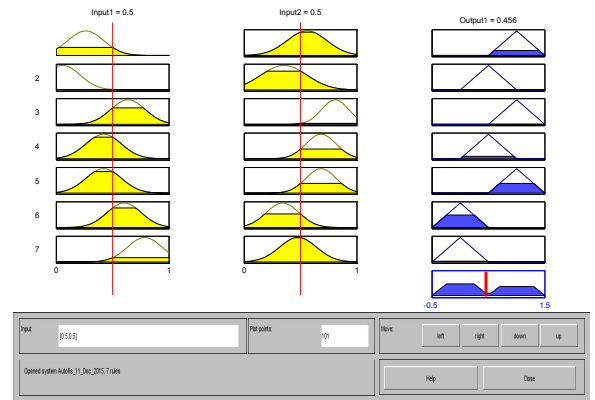 Input1 = 0.5
Input2 = 0.5
Output1 = 0.456
2
3
4
5
6
7
0 1
0 1
-0.5 1.5
Input: [0.5;0.5]
Plot points: 101
Move: left right down up
Opened system Autofis_11_Dec_2015, 7 rules
Help Close